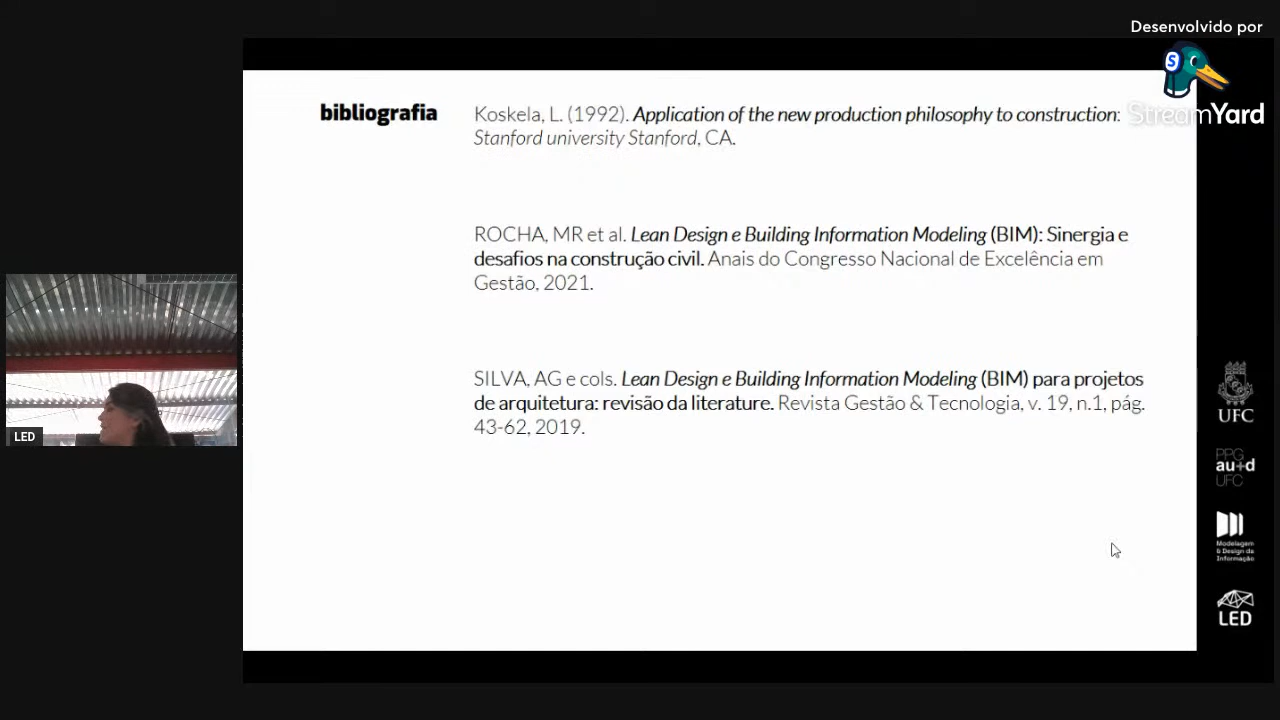 Desenvolvido por
S
StreamYard
bibliografia
Koskela, L. (1992). Application of the new production philosophy to construction:
Stanford university Stanford, CA.
ROCHA, MR et al. Lean Design e Building Information Modeling (BIM): Sinergia e
desafios na construção civil. Anais do Congresso Nacional de Excelência em
Gestão, 2021.
SILVA, AG e cols. Lean Design e Building Information Modeling (BIM) para projetos
de arquitetura: revisão da literature. Revista Gestão & Tecnologia, v. 19, n.1, pág.
43-62, 2019.
LED
UFC
PPG
au+d
UFC
Modelagem
& Design da
Informação
LED